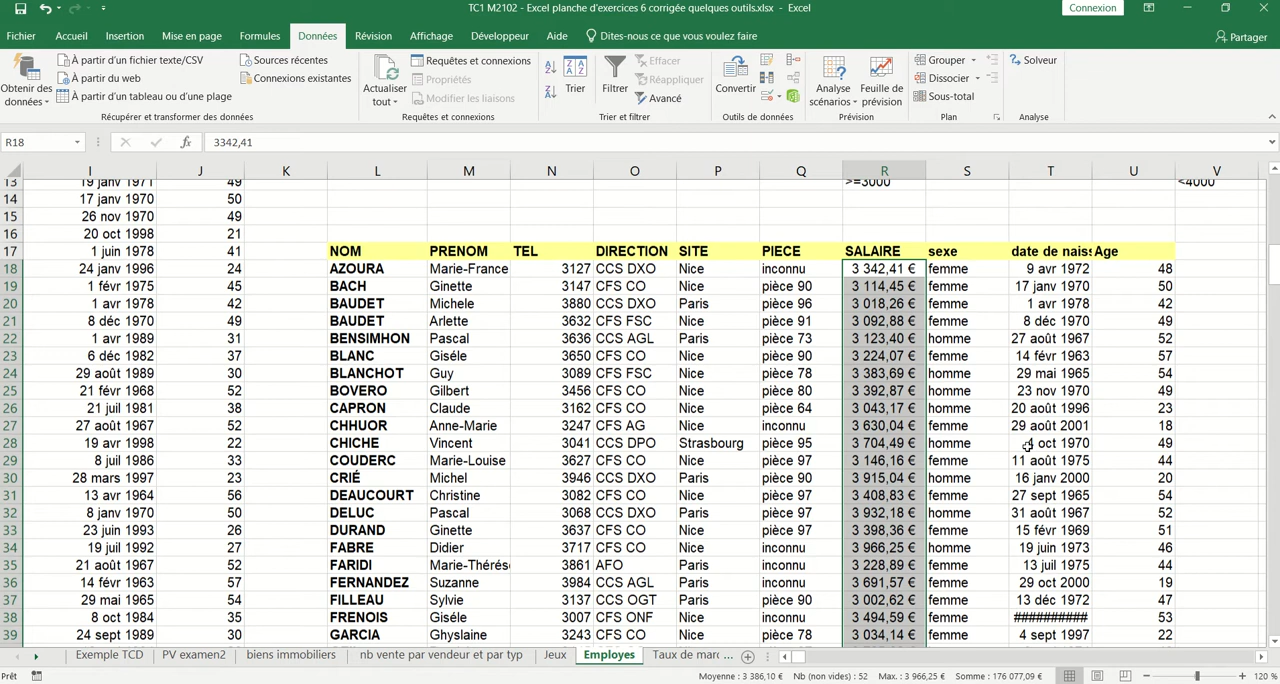 TC1 M2102 - Excel planche d'exercices 6 corrigée quelques outils.xlsx - Excel
Connexion
Fichier Accueil Insertion Mise en page Formules Données Révision Affichage Développeur Aide Dites-nous ce que vous voulez faire Partager
À partir d'un fichier texte/CSV Sources récentes Requêtes et connexions Effacer Grouper Solveur
À partir du web Connexions existantes Propriétés Réappliquer Dissocier
Obtenir des données À partir d'un tableau ou d'une plage Actualiser tout Modifier les liaisons Trier Filtrer Avancé Convertir Analyse scénarios Feuille de prévision Sous-total
Récupérer et transformer des données Requêtes et connexions Trier et filtrer Outils de données Prévision Plan Analyse
R18 fx 3342,41
I J K L M N O P Q R S T U V
13 19 janv 1971 49 >=3000 <4000
14 17 janv 1970 50
15 26 nov 1970 49
16 20 oct 1998 21
17 1 juin 1978 41 NOM PRENOM TEL DIRECTION SITE PIECE SALAIRE sexe date de naiss Age
18 24 janv 1996 24 AZOURA Marie-France 3127 CCS DXO Nice inconnu 3 342,41 € femme 9 avr 1972 48
19 1 févr 1975 45 BACH Ginette 3147 CFS CO Nice pièce 90 3 114,45 € femme 17 janv 1970 50
20 1 avr 1978 42 BAUDET Michele 3880 CCS DXO Paris pièce 96 3 018,26 € femme 1 avr 1978 42
21 8 déc 1970 49 BAUDET Arlette 3632 CFS FSC Nice pièce 91 3 092,88 € femme 8 déc 1970 49
22 1 avr 1989 31 BENSIMHON Pascal 3636 CCS AGL Paris pièce 73 3 123,40 € homme 27 août 1967 52
23 6 déc 1982 37 BLANC Giséle 3650 CFS CO Nice pièce 90 3 224,07 € femme 14 févr 1963 57
24 29 août 1989 30 BLANCHOT Guy 3089 CFS FSC Nice pièce 78 3 383,69 € homme 29 mai 1965 54
25 21 févr 1968 52 BOVERO Gilbert 3456 CFS CO Nice pièce 80 3 392,87 € homme 23 nov 1970 49
26 21 juil 1981 38 CAPRON Claude 3162 CFS CO Nice pièce 64 3 043,17 € homme 20 août 1996 23
27 27 août 1967 52 CHHUOR Anne-Marie 3247 CFS AG Nice inconnu 3 630,04 € femme 29 août 2001 18
28 19 avr 1998 22 CHICHE Vincent 3041 CCS DPO Strasbourg pièce 95 3 704,49 € homme oct 1970 49
29 8 juil 1986 33 COUDERC Marie-Louise 3627 CFS CO Nice pièce 97 3 146,16 € femme 11 août 1975 44
30 28 mars 1997 23 CRIÉ Michel 3946 CCS DXO Paris pièce 97 3 915,04 € homme 16 janv 2000 20
31 13 avr 1964 56 DEAUCOURT Christine 3082 CFS CO Nice pièce 97 3 408,83 € femme 27 sept 1965 54
32 8 janv 1970 50 DELUC Pascal 3068 CCS DXO Paris pièce 97 3 932,18 € homme 31 août 1967 52
33 23 juin 1993 26 DURAND Ginette 3637 CFS CO Nice pièce 97 3 398,36 € femme 15 févr 1969 51
34 19 juil 1992 27 FABRE Didier 3717 CFS CO Nice inconnu 3 966,25 € homme 19 juin 1973 46
35 21 août 1967 52 FARIDI Marie-Thérés 3861 AFO Paris inconnu 3 228,89 € femme 13 juil 1975 44
36 14 févr 1963 57 FERNANDEZ Suzanne 3984 CCS AGL Paris inconnu 3 691,57 € femme 29 oct 2000 19
37 29 mai 1965 54 FILLEAU Sylvie 3137 CCS OGT Paris pièce 90 3 002,62 € femme 13 déc 1972 47
38 8 oct 1984 35 FRENOIS Giséle 3007 CFS ONF Paris inconnu 3 494,59 € femme ########## 53
39 24 sept 1989 30 GARCIA Ghyslaine 3243 CFS CO Nice pièce 78 3 034,14 € femme 4 sept 1997 22
Exemple TCD PV examen2 biens immobiliers nb vente par vendeur et par typ Jeux Employes Taux de marc ...
Prêt Moyenne : 3 386,10 € Nb (non vides) : 52 Max. : 3 966,25 € Somme : 176 077,09 € 120 %